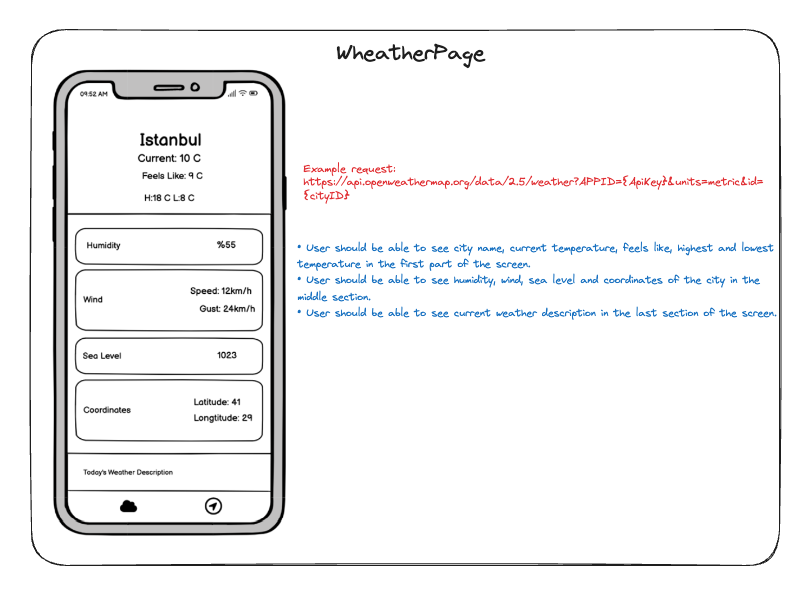 WheatherPage
09:52 AM
Istanbul
Current: 10 C
Feels Like: 9 C
H:18 C L:8 C
Humidity %55
Wind
Speed: 12km/h
Gust: 24km/h
Sea Level 1023
Coordinates
Latitude: 41
Longtitude: 29
Today's Weather Description
Example request:
https://api.openweathermap.org/data/2.5/weather?APPID={ApiKey}&units=metric&id=
{cityID}
* User should be able to see city name, current temperature, feels like, highest and lowest
temperature in the first part of the screen.
* User should be able to see humidity, wind, sea level and coordinates of the city in the
middle section.
* User should be able to see current weather description in the last section of the screen.